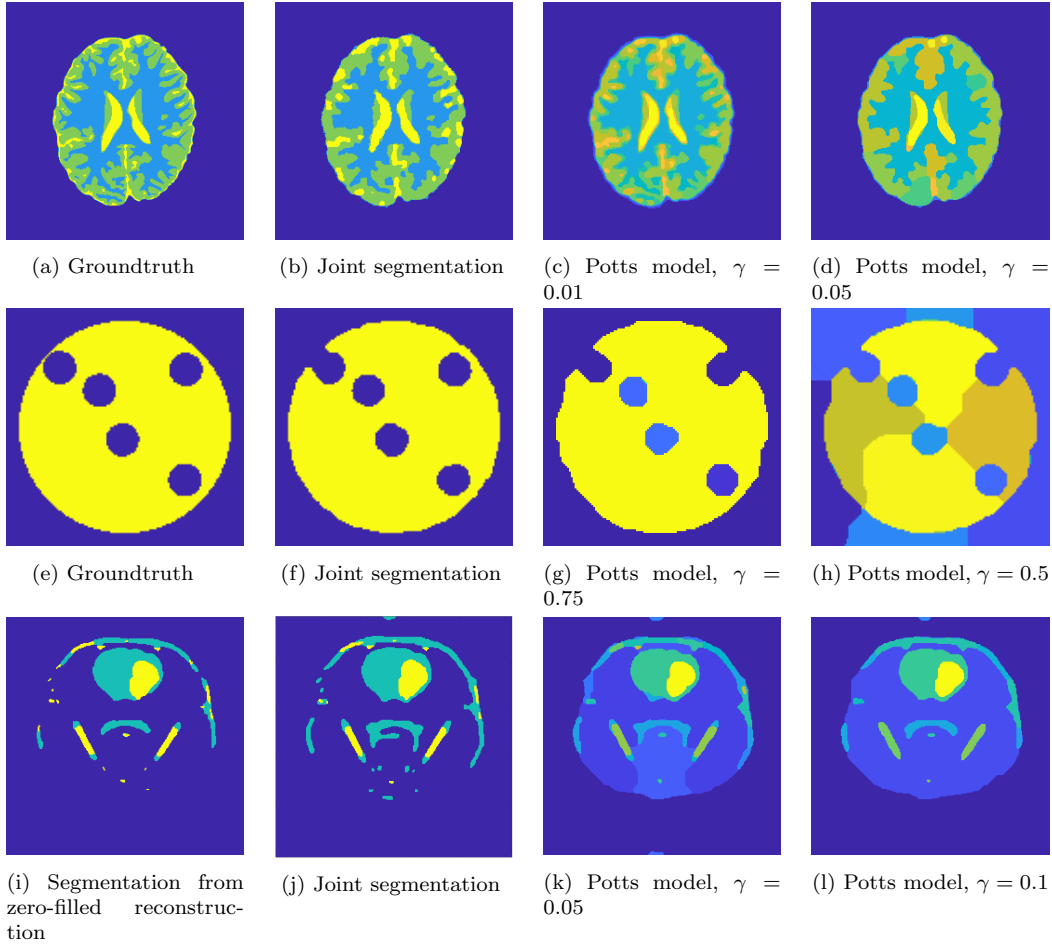 (a) Groundtruth
(b) Joint segmentation
(c) Potts model, γ =
0.01
(d) Potts model, γ =
0.05
(e) Groundtruth
(f) Joint segmentation
(g) Potts model, γ =
0.75
(h) Potts model, γ = 0.5
(i) Segmentation from
zero-filled reconstruc-
tion
(j) Joint segmentation
(k) Potts model, γ =
0.05
(l) Potts model, γ = 0.1